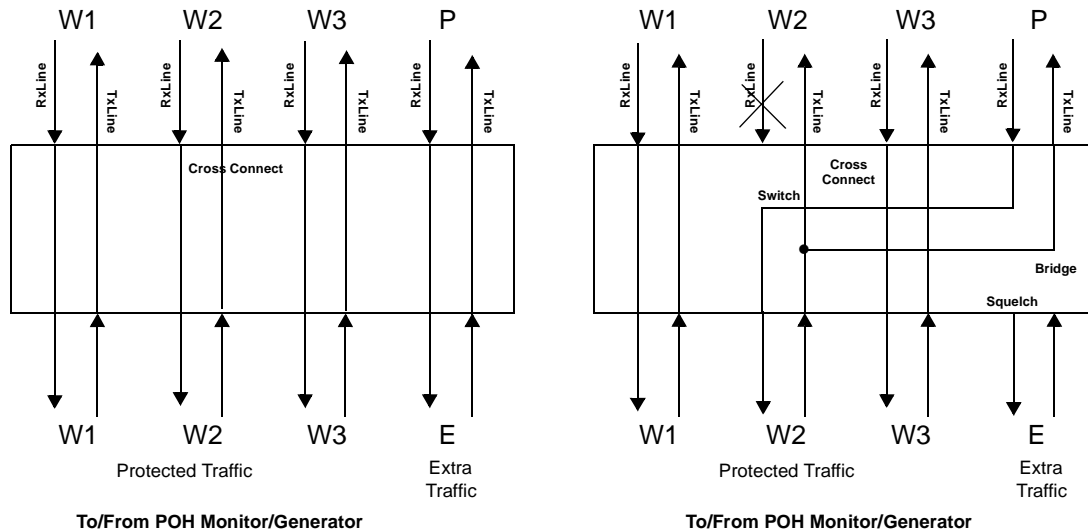 W1 W2 W3 P
RxLine TxLine RxLine TxLine RxLine TxLine RxLine TxLine
Cross Connect
W1 W2 W3 E
Protected Traffic
Extra
Traffic
To/From POH Monitor/Generator
W1 W2 W3 P
RxLine TxLine RxLine TxLine RxLine TxLine RxLine TxLine
Cross
Connect
Switch
Bridge
Squelch
W1 W2 W3 E
Protected Traffic
Extra
Traffic
To/From POH Monitor/Generator